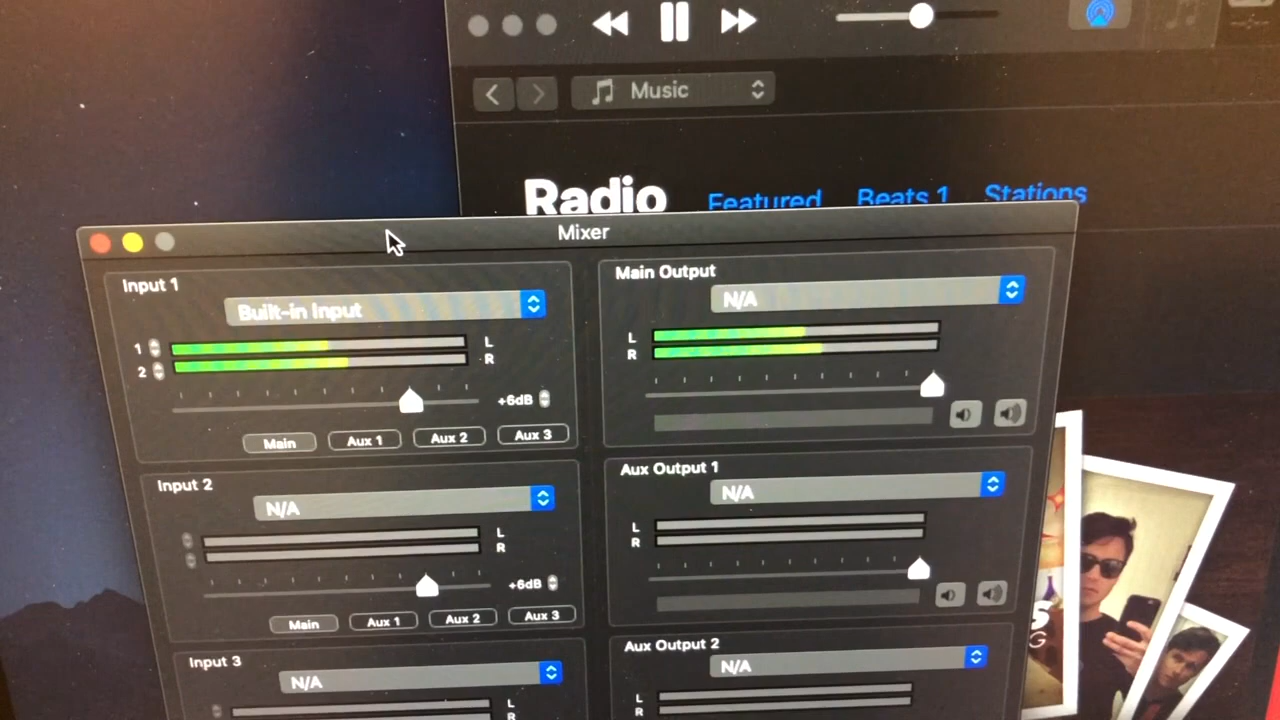 Music
Radio Featured Beats 1 Stations
Mixer
Input 1
Built-in Input
1 L
2 R
+6dB
Main Aux 1 Aux 2 Aux 3
Input 2
N/A
L
R
+6dB
Main Aux 1 Aux 2 Aux 3
Input 3
N/A
L
R
Main Output
N/A
L
R
Aux Output 1
N/A
L
R
Aux Output 2
N/A
L
R